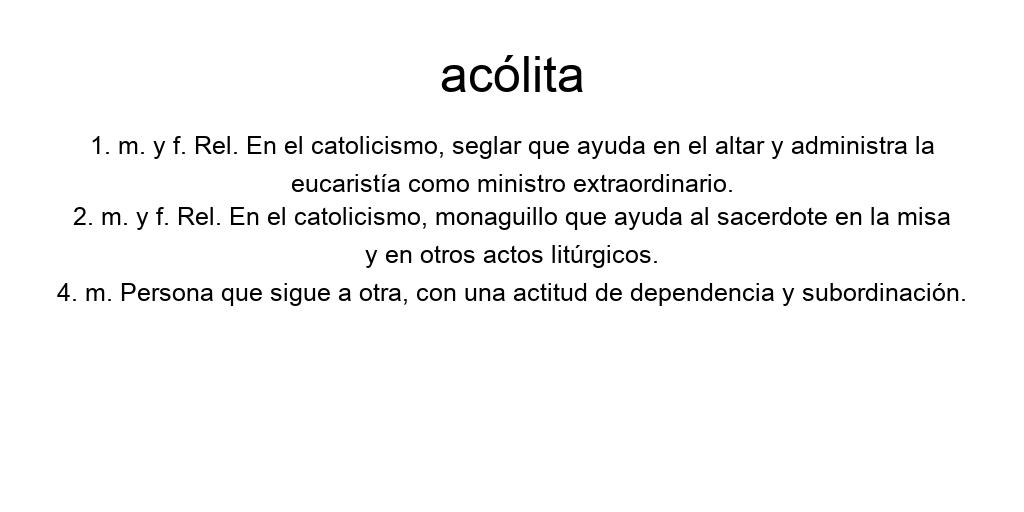 acólita
1. m. y f. Rel. En el catolicismo, seglar que ayuda en el altar y administra la
eucaristía como ministro extraordinario.
2. m. y f. Rel. En el catolicismo, monaguillo que ayuda al sacerdote en la misa
y en otros actos litúrgicos.
4. m. Persona que sigue a otra, con una actitud de dependencia y subordinación.